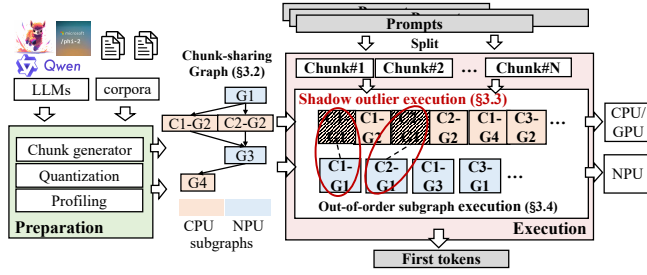 Prompts
Split
Microsoft
phi-2
Qwen
LLMs
corpora
Chunk-sharing
Graph (§3.2)
G1
C1-G2
C2-G2
G3
G4
CPU
NPU
subgraphs
Chunk generator
Quantization
Profiling
Preparation
Chunk#1
Chunk#2
...
Chunk#N
Shadow outlier execution (§3.3)
C1-
G2
C2-
G2
C1-
G4
C3-
G2
C1-
G1
C2-
G1
C1-
G3
C3-
G1
...
Out-of-order subgraph execution (§3.4)
Execution
CPU/
GPU
NPU
First tokens